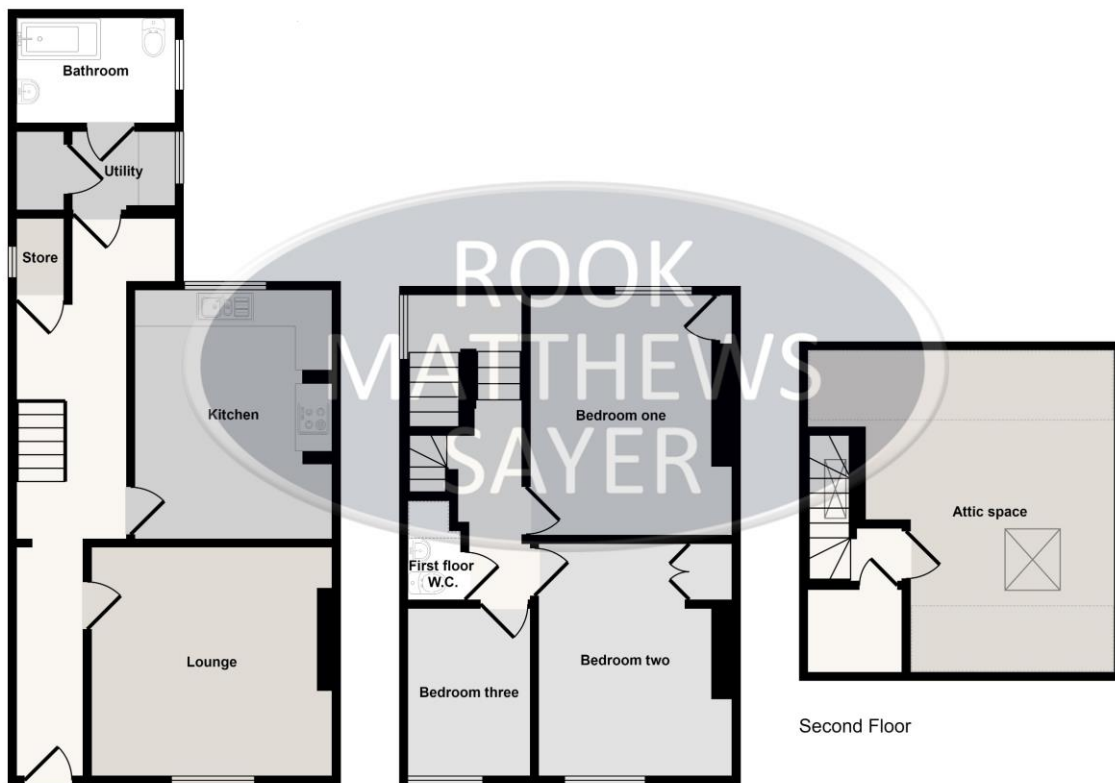 Bathroom
Utility
Store
Kitchen
Lounge
ROOK
MATTHEWS
SAYER
Bedroom one
First floor
W.C.
Bedroom two
Bedroom three
Attic space
Second Floor